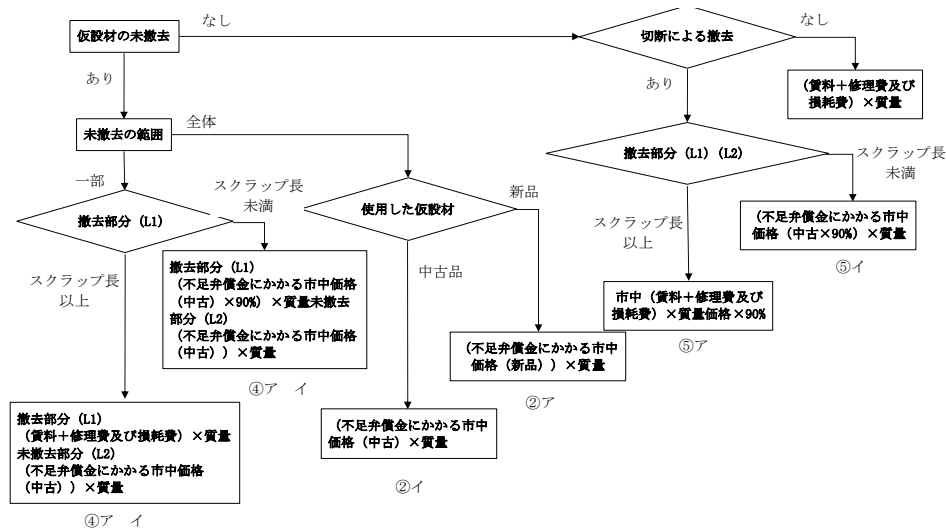 なし
なし
仮設材の未撤去
切断による撤去
あり
あり
(賃料+修理費及び
損耗費)×質量
全体
未撤去の範囲
撤去部分(L1)(L2)
スクラップ長
未満
一部
スクラップ長
未満
新品
使用した仮設材
撤去部分(L1)
スクラップ長
以上
(不足弁償金にかかる市中
価格(中古×90%)×質量
⑤イ
中古品
スクラップ長
以上
撤去部分(L1)
(不足弁償金にかかる市中価格
(中古)×90%)×質量未撤去
部分(L2)
(不足弁償金にかかる市中価格
(中古))×質量
④ア イ
市中(賃料+修理費及び
損耗費)×質量価格×90%
⑤ア
(不足弁償金にかかる市中
価格(新品))×質量
②ア
撤去部分(L1)
(賃料+修理費及び損耗費)×質量
未撤去部分(L2)
(不足弁償金にかかる市中価格
(中古))×質量
④ア イ
(不足弁償金にかかる市中
価格(中古)×質量
②イ